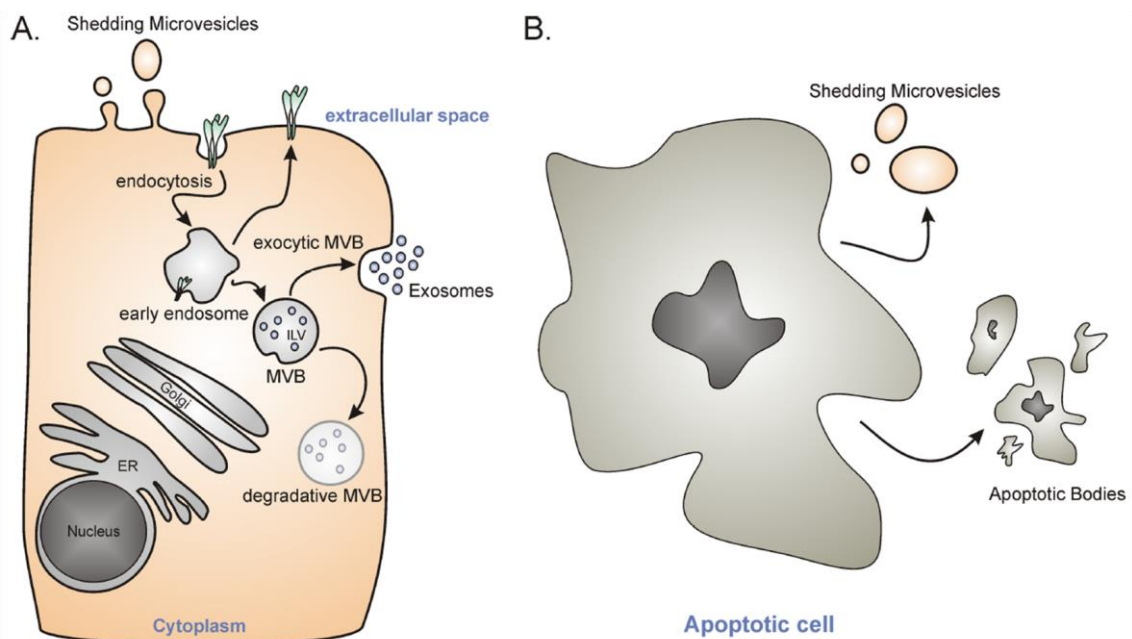 A.
Shedding Microvesicles
extracellular space
endocytosis
exocytic MVB
Exosomes
early endosome
ILV
MVB
Golgi
ER
degradative MVB
Nucleus
Cytoplasm
B.
Shedding Microvesicles
Apoptotic Bodies
Apoptotic cell